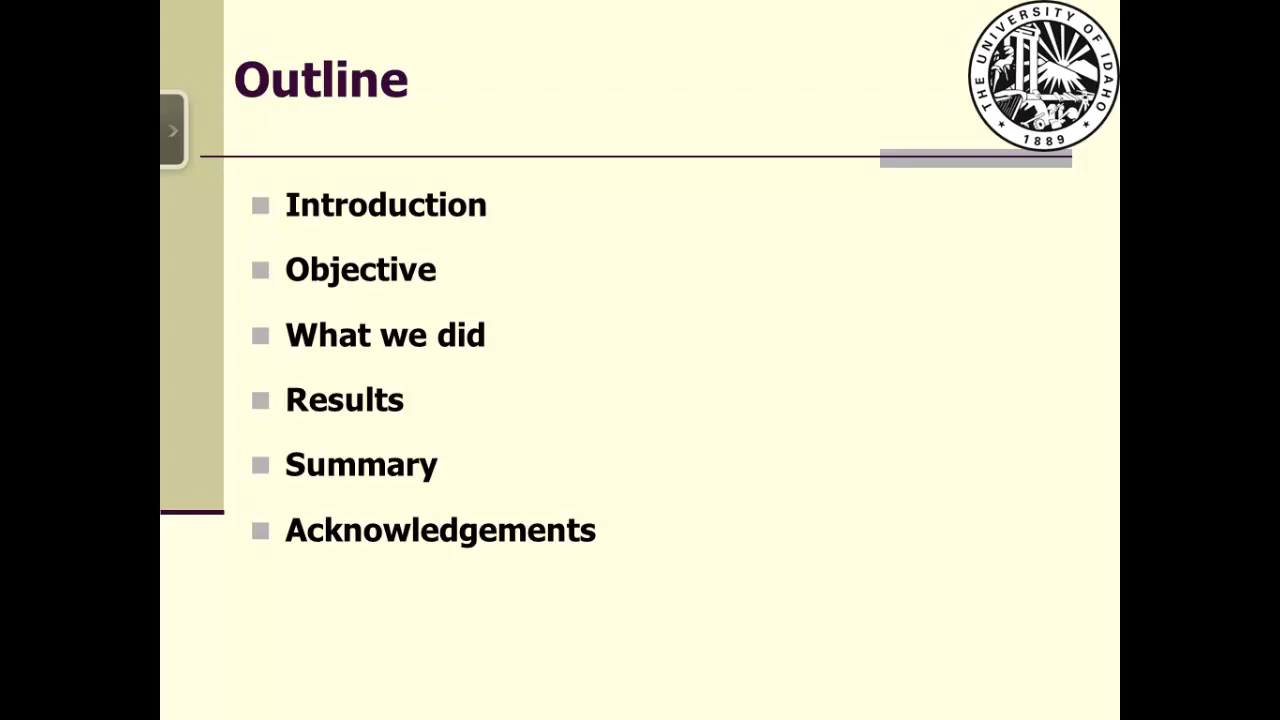 Outline
THE UNIVERSITY OF IDAHO
1889
Introduction
Objective
What we did
Results
Summary
Acknowledgements